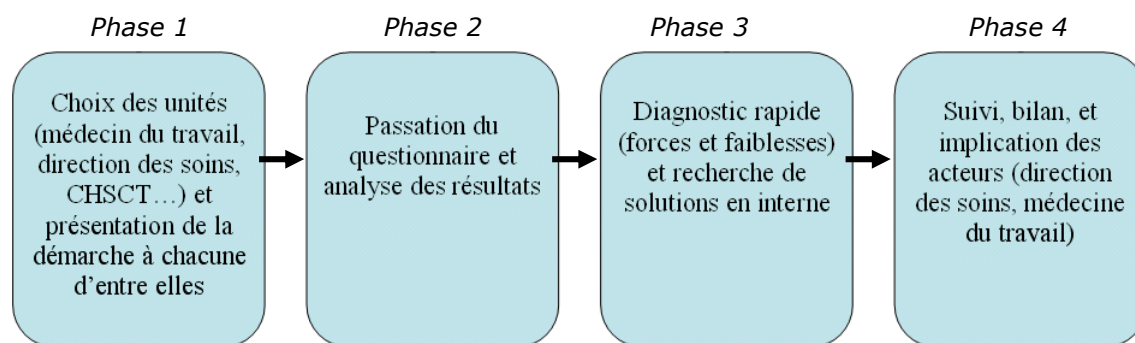 Phase 1
Choix des unités
(médecin du travail,
direction des soins,
CHSCT…) et
présentation de la
démarche à chacune
d'entre elles
Phase 2
Passation du
questionnaire et
analyse des résultats
Phase 3
Diagnostic rapide
(forces et faiblesses)
et recherche de
solutions en interne
Phase 4
Suivi, bilan, et
implication des
acteurs (direction
des soins, médecine
du travail)